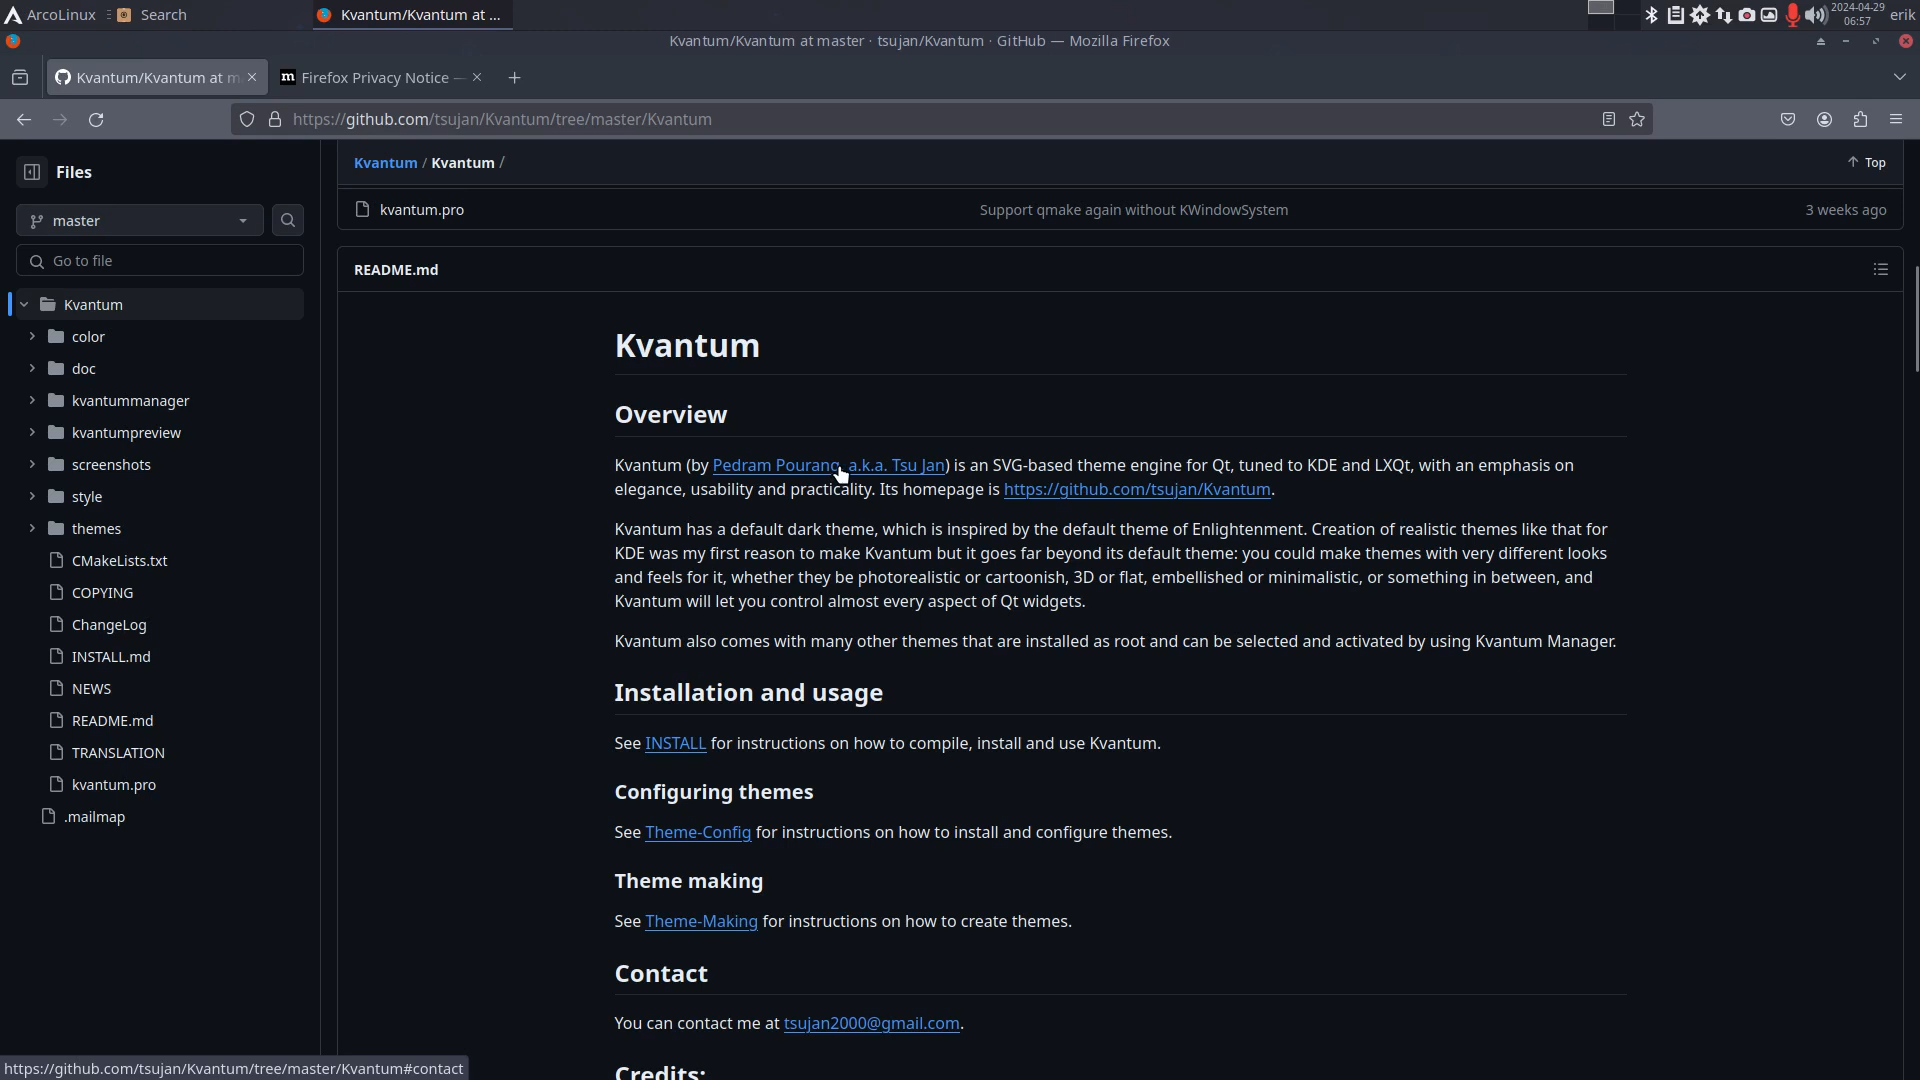 ArcoLinux
Search
Kvantum/Kvantum at ...
2024-04-29
06:57
erik
Kvantum/Kvantum at master · tsujan/Kvantum · GitHub — Mozilla Firefox
Kvantum/Kvantum at m
Firefox Privacy Notice —
https://github.com/tsujan/Kvantum/tree/master/Kvantum
Files
master
Go to file
Kvantum
color
doc
kvantummanager
kvantumpreview
screenshots
style
themes
CMakeLists.txt
COPYING
ChangeLog
INSTALL.md
NEWS
README.md
TRANSLATION
kvantum.pro
.mailmap
Kvantum / Kvantum /
Top
kvantum.pro
Support qmake again without KWindowSystem
3 weeks ago
README.md
Kvantum
Overview
Kvantum (by Pedram Pourang, a.k.a. Tsu Jan) is an SVG-based theme engine for Qt, tuned to KDE and LXQt, with an emphasis on
elegance, usability and practicality. Its homepage is https://github.com/tsujan/Kvantum.
Kvantum has a default dark theme, which is inspired by the default theme of Enlightenment. Creation of realistic themes like that for
KDE was my first reason to make Kvantum but it goes far beyond its default theme: you could make themes with very different looks
and feels for it, whether they be photorealistic or cartoonish, 3D or flat, embellished or minimalistic, or something in between, and
Kvantum will let you control almost every aspect of Qt widgets.
Kvantum also comes with many other themes that are installed as root and can be selected and activated by using Kvantum Manager.
Installation and usage
See INSTALL for instructions on how to compile, install and use Kvantum.
Configuring themes
See Theme-Config for instructions on how to install and configure themes.
Theme making
See Theme-Making for instructions on how to create themes.
Contact
You can contact me at tsujan2000@gmail.com.
Credits:
https://github.com/tsujan/Kvantum/tree/master/Kvantum#contact